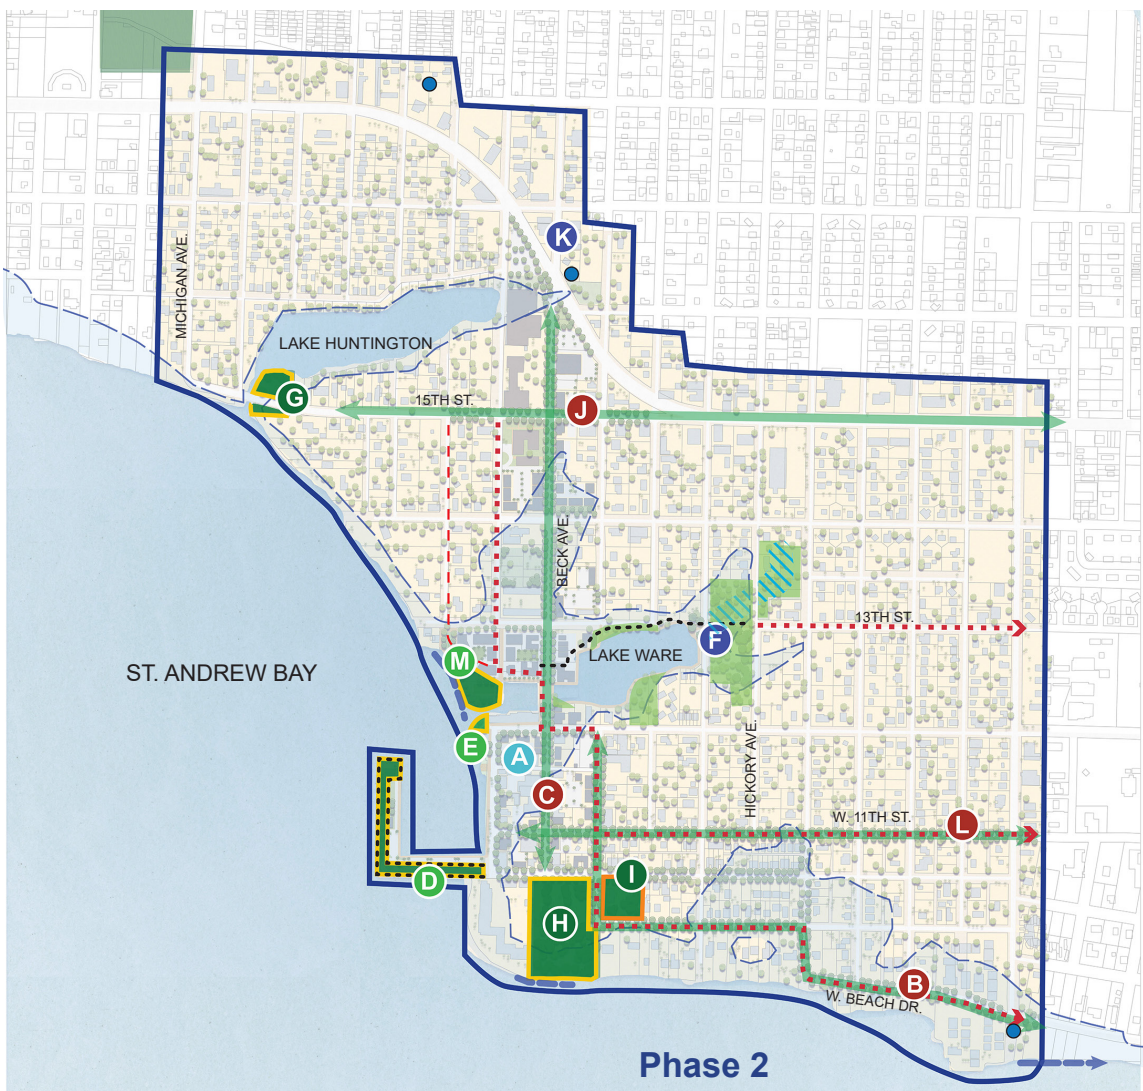 K
MICHIGAN AVE.
LAKE HUNTINGTON
G
15TH ST.
J
BECK AVE.
13TH ST.
F
LAKE WARE
M
ST. ANDREW BAY
E
A
HICKORY AVE.
C
W. 11TH ST.
L
D
I
H
B
W. BEACH DR.
Phase 2